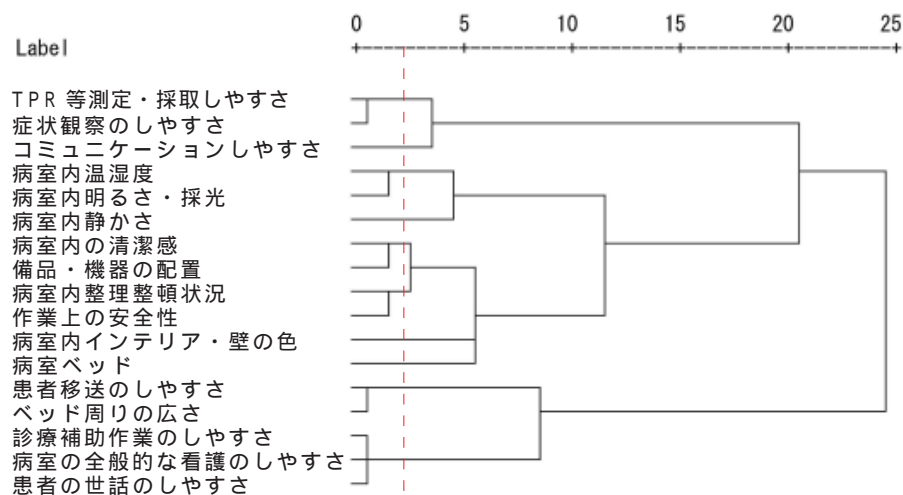 0 5 10 15 20 25
Label
TPR等測定・採取しやすさ
症状観察のしやすさ
コミュニケーションしやすさ
病室内温湿度
病室内明るさ・採光
病室内静かさ
病室内の清潔感
備品・機器の配置
病室内整理整頓状況
作業上の安全性
病室内インテリア・壁の色
病室ベッド
患者移送のしやすさ
ベッド周りの広さ
診療補助作業のしやすさ
病室の全般的な看護のしやすさ
患者の世話のしやすさ